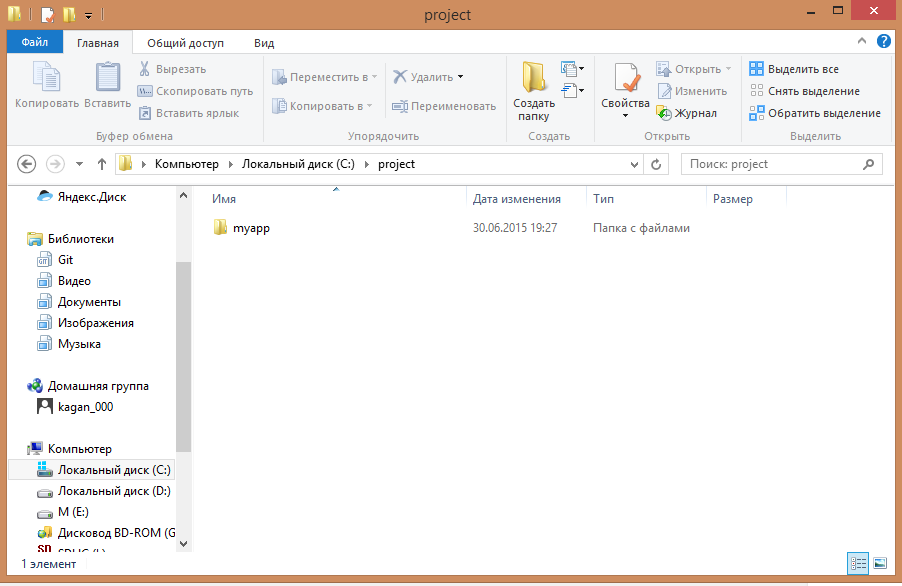 project
Файл Главная Общий доступ Вид
Копировать Вставить Вырезать Скопировать путь Вставить ярлык
Буфер обмена
Переместить в Удалить
Копировать в Переименовать
Упорядочить
Создать папку
Создать
Свойства Открыть Изменить Журнал
Открыть
Выделить все
Снять выделение
Обратить выделение
Выделить
Компьютер Локальный диск (C:) project
Поиск: project
Яндекс.Диск
Библиотеки
Git
Видео
Документы
Изображения
Музыка
Домашняя группа
kagan_000
Компьютер
Локальный диск (C:)
Локальный диск (D:)
M (E:)
Дисковод BD-ROM (G
Имя Дата изменения Тип Размер
myapp 30.06.2015 19:27 Папка с файлами
1 элемент